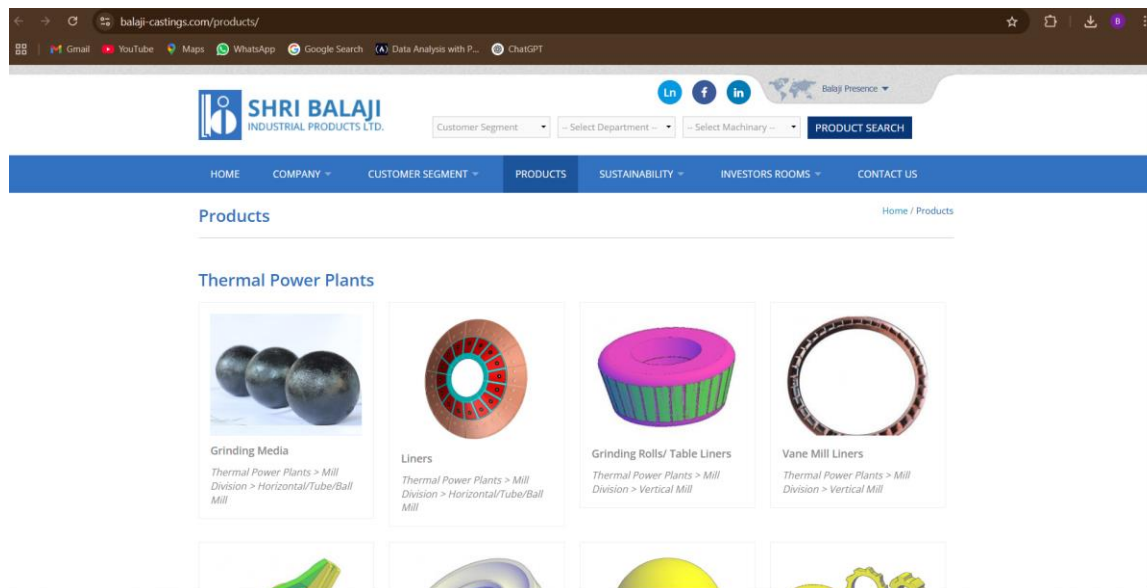 balaji-castings.com/products/
B
Gmail YouTube Maps WhatsApp Google Search Data Analysis with P... ChatGPT
Ln f in Balaji Presence
SHRI BALAJI
INDUSTRIAL PRODUCTS LTD.
Customer Segment -- Select Department -- -- Select Machinary -- PRODUCT SEARCH
HOME COMPANY CUSTOMER SEGMENT PRODUCTS SUSTAINABILITY INVESTORS ROOMS CONTACT US
Products
Home / Products
Thermal Power Plants
Grinding Media
Thermal Power Plants > Mill
Division > Horizontal/Tube/Ball
Mill
Liners
Thermal Power Plants > Mill
Division > Horizontal/Tube/Ball
Mill
Grinding Rolls/ Table Liners
Thermal Power Plants > Mill
Division > Vertical Mill
Vane Mill Liners
Thermal Power Plants > Mill
Division > Vertical Mill